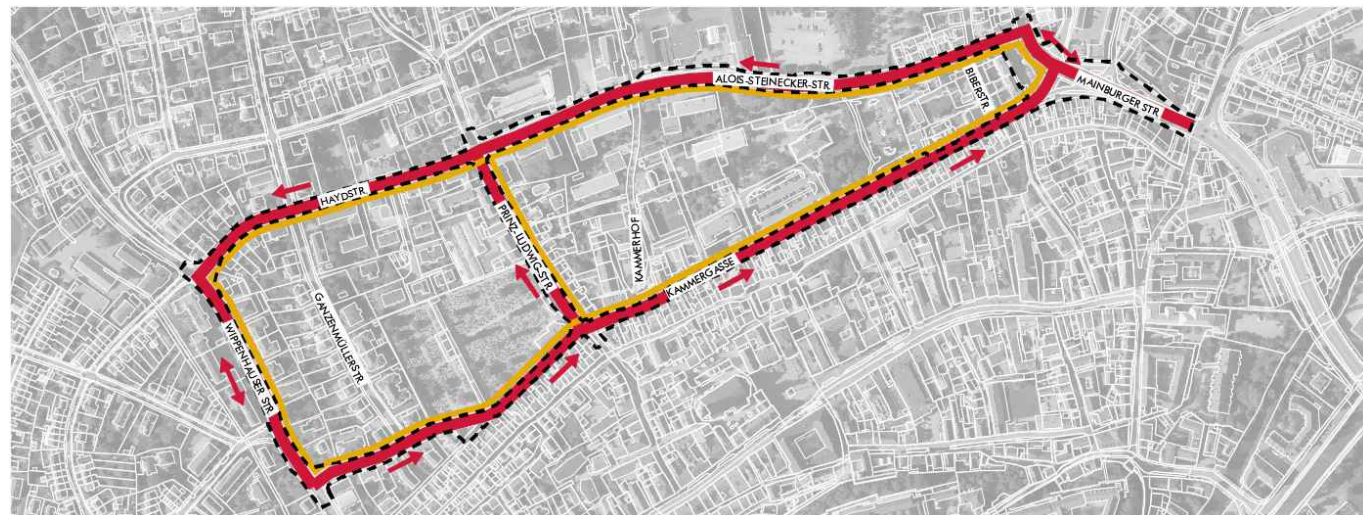 ALOIS-STEINECKER-STR.
BIBERSTR.
MAINBURGER STR.
HAYDSTR.
PRINZ-LUDWIG-STR.
KAMMERHOF
KAMMERGASSE
GANZENMÜLLERSTR.
WIPPENHAUSER STR.